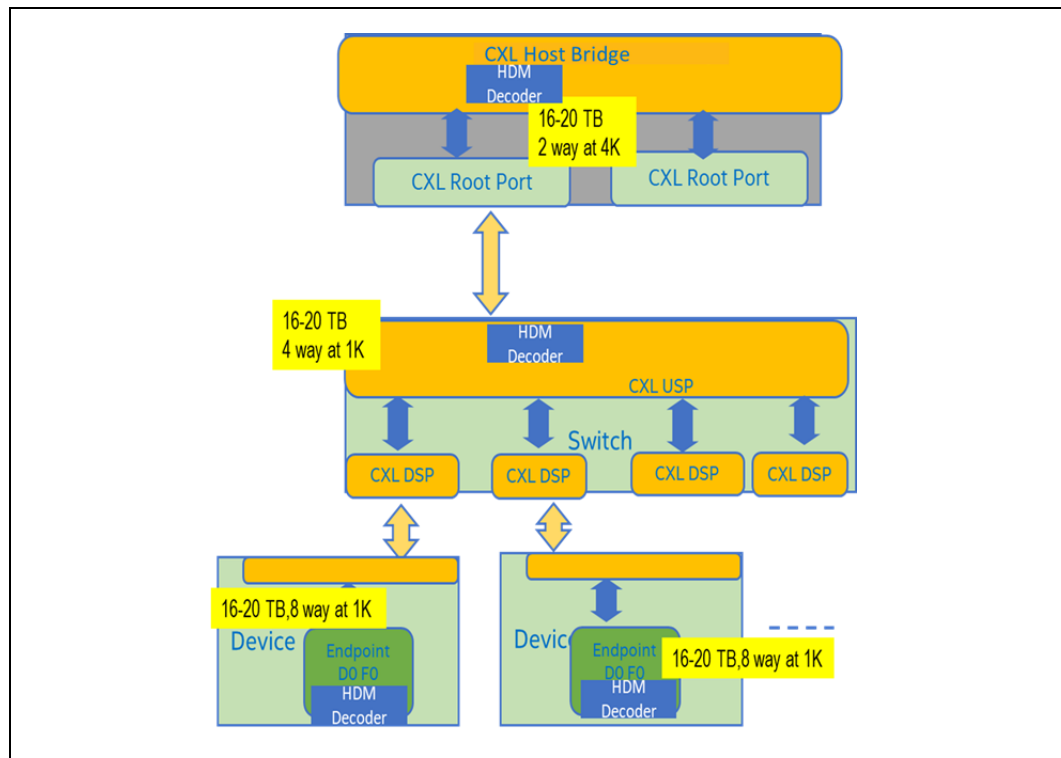 CXL Host Bridge
HDM
Decoder
16-20 TB
2 way at 4K
CXL Root Port
CXL Root Port
16-20 TB
4 way at 1K
HDM
Decoder
CXL USP
Switch
CXL DSP
CXL DSP
CXL DSP
CXL DSP
16-20 TB,8 way at 1K
Device
Endpoint
D0 F0
HDM
Decoder
Device
Endpoint
D0 F0
16-20 TB,8 way at 1K
HDM
Decoder